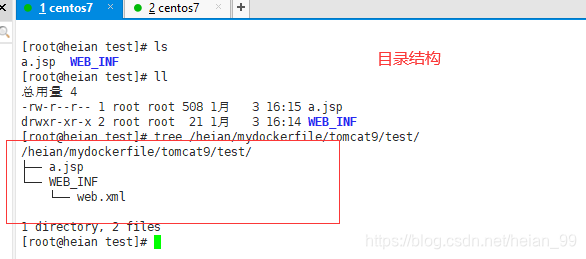 1 centos7
2 centos7
[root@heian test]# ls
a.jsp WEB_INF
目录结构
[root@heian test]# ll
总用量 4
-rw-r--r-- 1 root root 508 1月 3 16:15 a.jsp
drwxr-xr-x 2 root root 21 1月 3 16:14 WEB_INF
[root@heian test]# tree /heian/mydockerfile/tomcat9/test/
/heian/mydockerfile/tomcat9/test/
├── a.jsp
└── WEB_INF
    └── web.xml
1 directory, 2 files
[root@heian test]#
https://blog.csdn.net/heian_99